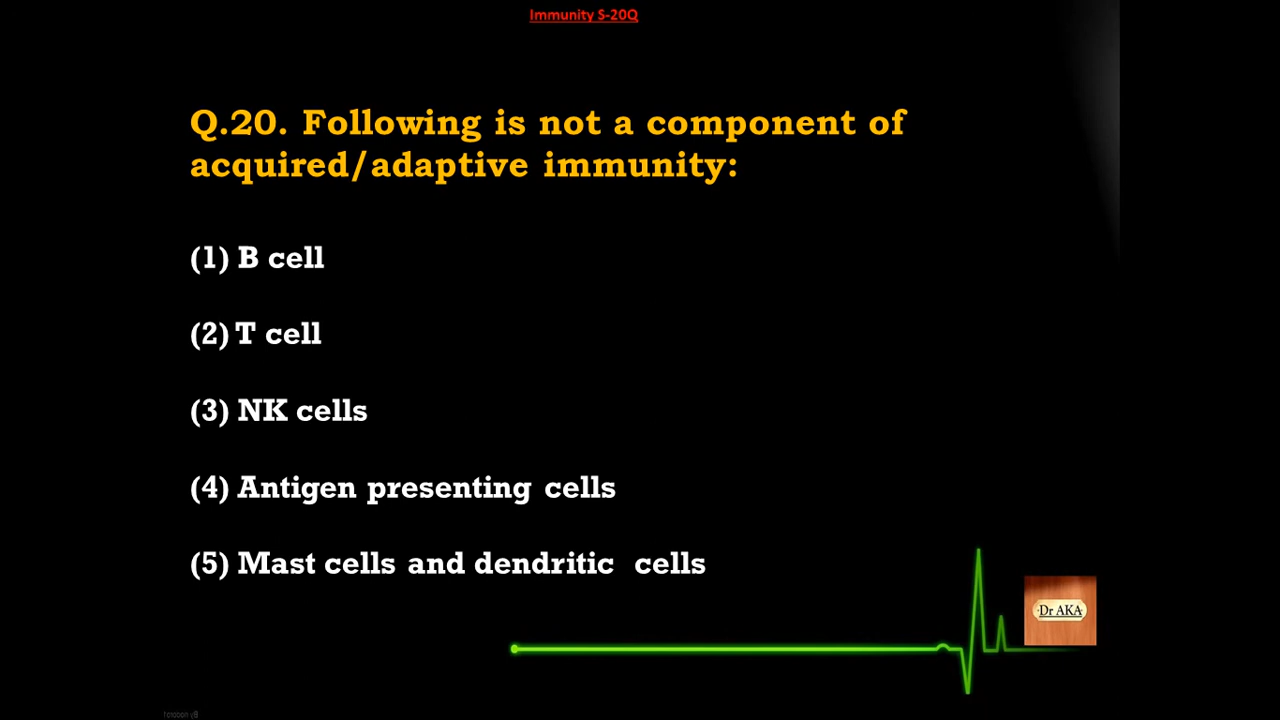 Immunity S-20Q
Q.20. Following is not a component of
acquired/adaptive immunity:
(1) B cell
(2) T cell
(3) NK cells
(4) Antigen presenting cells
(5) Mast cells and dendritic cells
Dr AKA